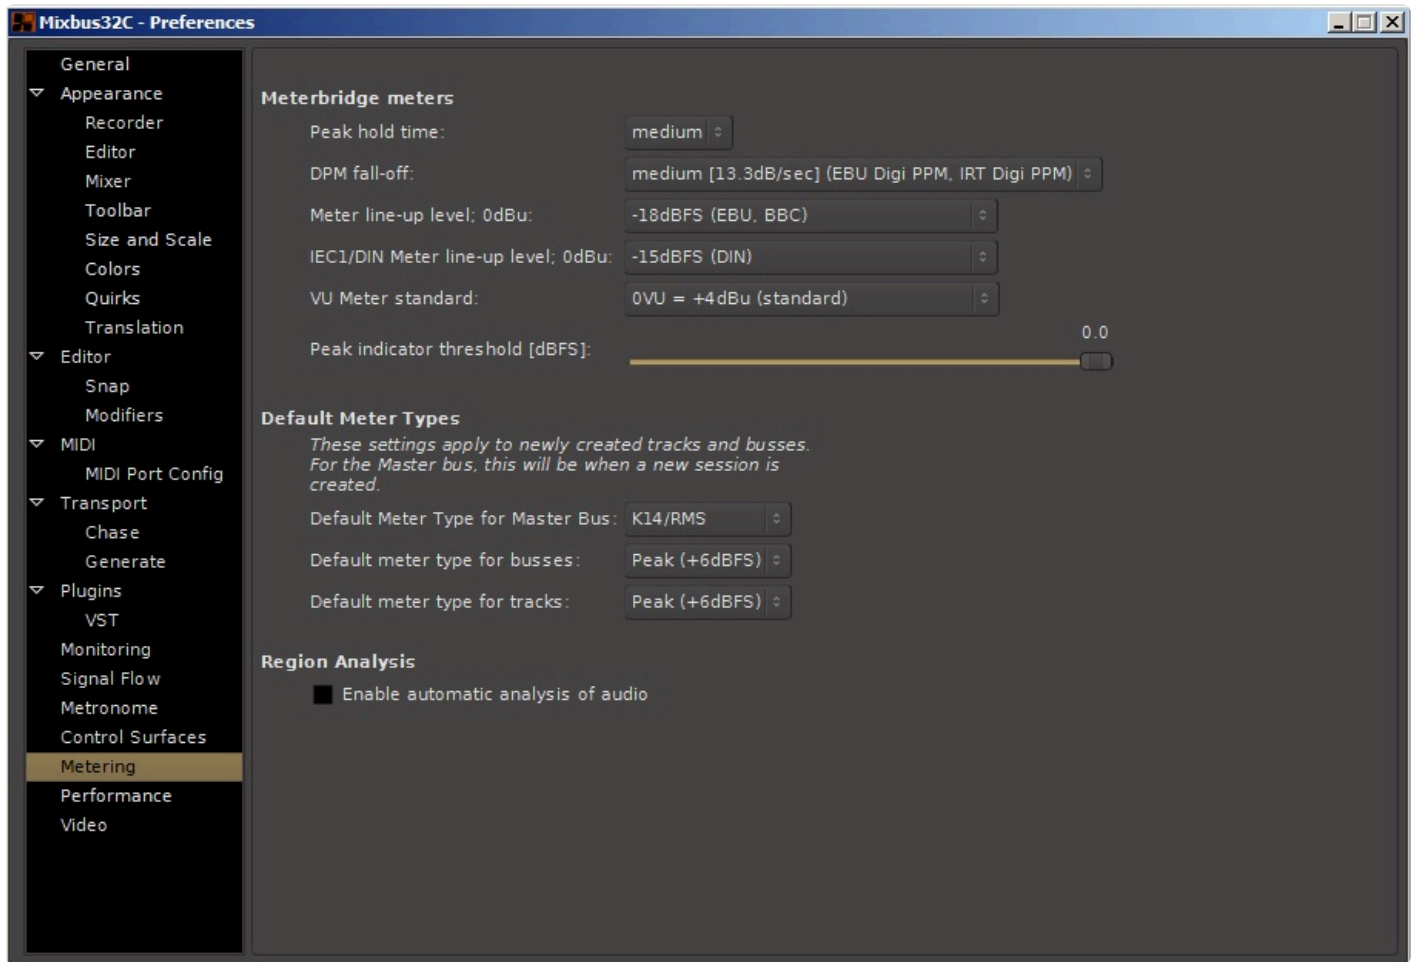 Mixbus32C - Preferences
General
Appearance
Recorder
Editor
Mixer
Toolbar
Size and Scale
Colors
Quirks
Translation
Editor
Snap
Modifiers
MIDI
MIDI Port Config
Transport
Chase
Generate
Plugins
VST
Monitoring
Signal Flow
Metronome
Control Surfaces
Metering
Performance
Video
Meterbridge meters
Peak hold time: medium
DPM fall-off: medium [13.3dB/sec] (EBU Digi PPM, IRT Digi PPM)
Meter line-up level; 0dBu: -18dBFS (EBU, BBC)
IEC1/DIN Meter line-up level; 0dBu: -15dBFS (DIN)
VU Meter standard: 0VU = +4dBu (standard)
0.0
Peak indicator threshold [dBFS]:
Default Meter Types
These settings apply to newly created tracks and busses.
For the Master bus, this will be when a new session is
created.
Default Meter Type for Master Bus: K14/RMS
Default meter type for busses: Peak (+6dBFS)
Default meter type for tracks: Peak (+6dBFS)
Region Analysis
Enable automatic analysis of audio